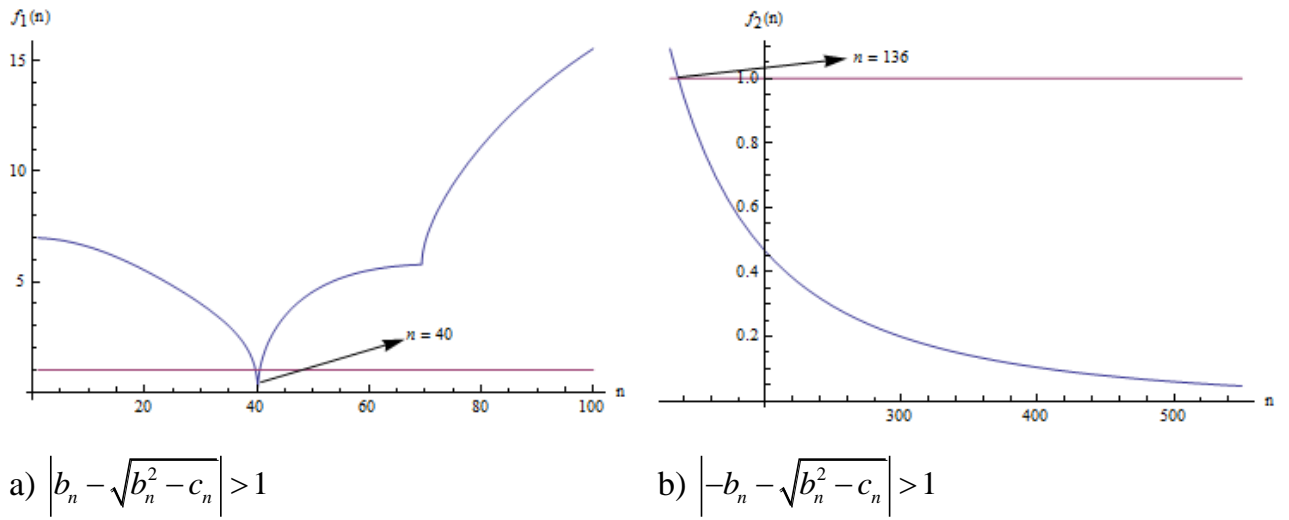 f₁(n)
15
10
5
n = 40
20 40 60 80 100 n
f₂(n)
n = 136
1.0
0.8
0.6
0.4
0.2
300 400 500 n
a) |bₙ − √(bₙ² − cₙ)| > 1
b) |−bₙ − √(bₙ² − cₙ)| > 1